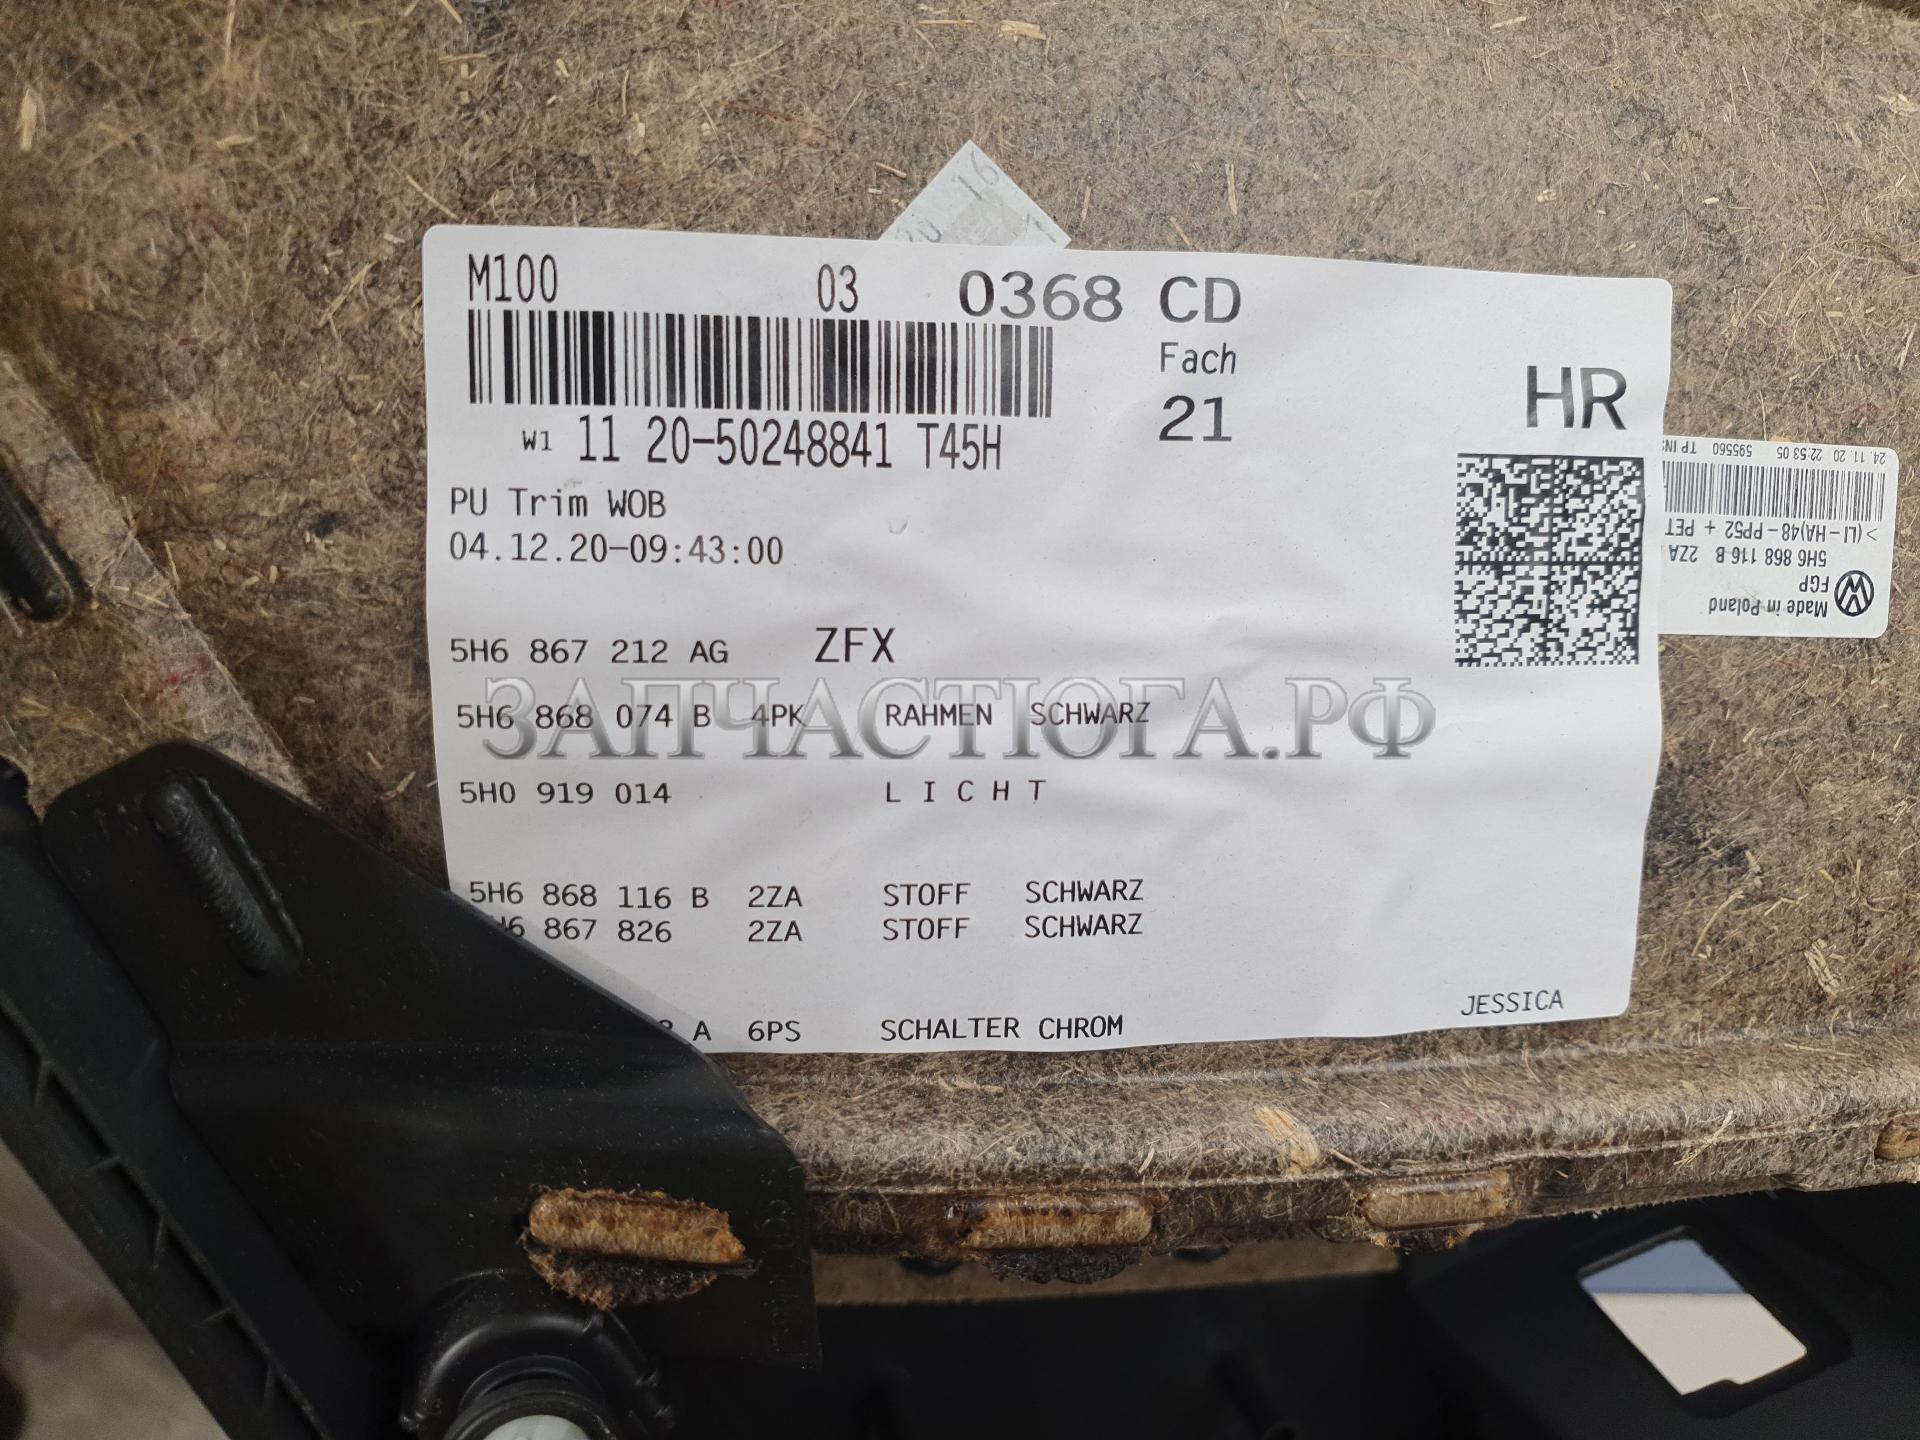 16
M100 03 0368 CD
Fach
21
HR
W1 11 20-50248841 T45H
PU Trim WOB
04.12.20-09:43:00
5H6 867 212 AG ZFX
5H6 868 074 B 4PK RAHMEN SCHWARZ
ЗАПЧАСТЮГА.РФ
5H0 919 014 L I C H T
5H6 868 116 B 2ZA STOFF SCHWARZ
867 826 2ZA STOFF SCHWARZ
A 6PS SCHALTER CHROM
JESSICA
Made in Poland
FGP
5H6 868 116 B 2ZA
>(LI-HA)48-PP52 + PET
24.11.20 22:53 05 595560 TP